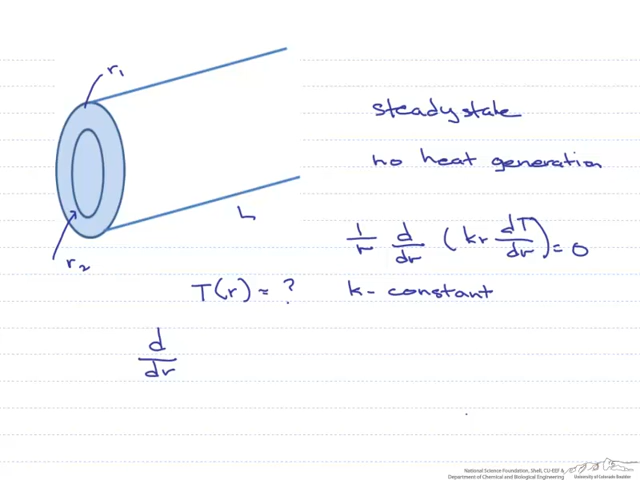 r₁
steady state
no heat generation
L
1/r d/dr (kr dT/dr) = 0
r₂
T(r) = ?
k - constant
d/dr
National Science Foundation, Shell, CU-EEF &
Department of Chemical and Biological Engineering
University of Colorado Boulder